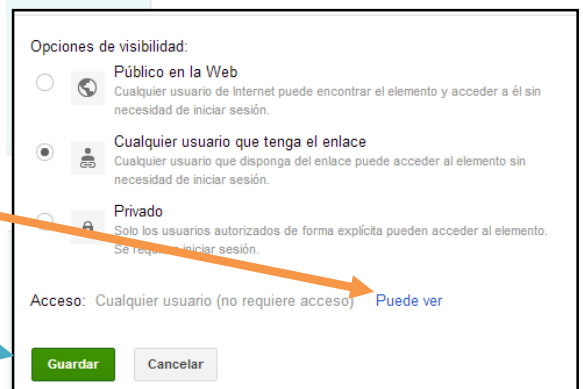 Opciones de visibilidad:
Público en la Web
Cualquier usuario de Internet puede encontrar el elemento y acceder a él sin
necesidad de iniciar sesión.
Cualquier usuario que tenga el enlace
Cualquier usuario que disponga del enlace puede acceder al elemento sin
necesidad de iniciar sesión.
Privado
Solo los usuarios autorizados de forma explícita pueden acceder al elemento.
Se requiere iniciar sesión.
Acceso: Cualquier usuario (no requiere acceso) Puede ver
Guardar Cancelar